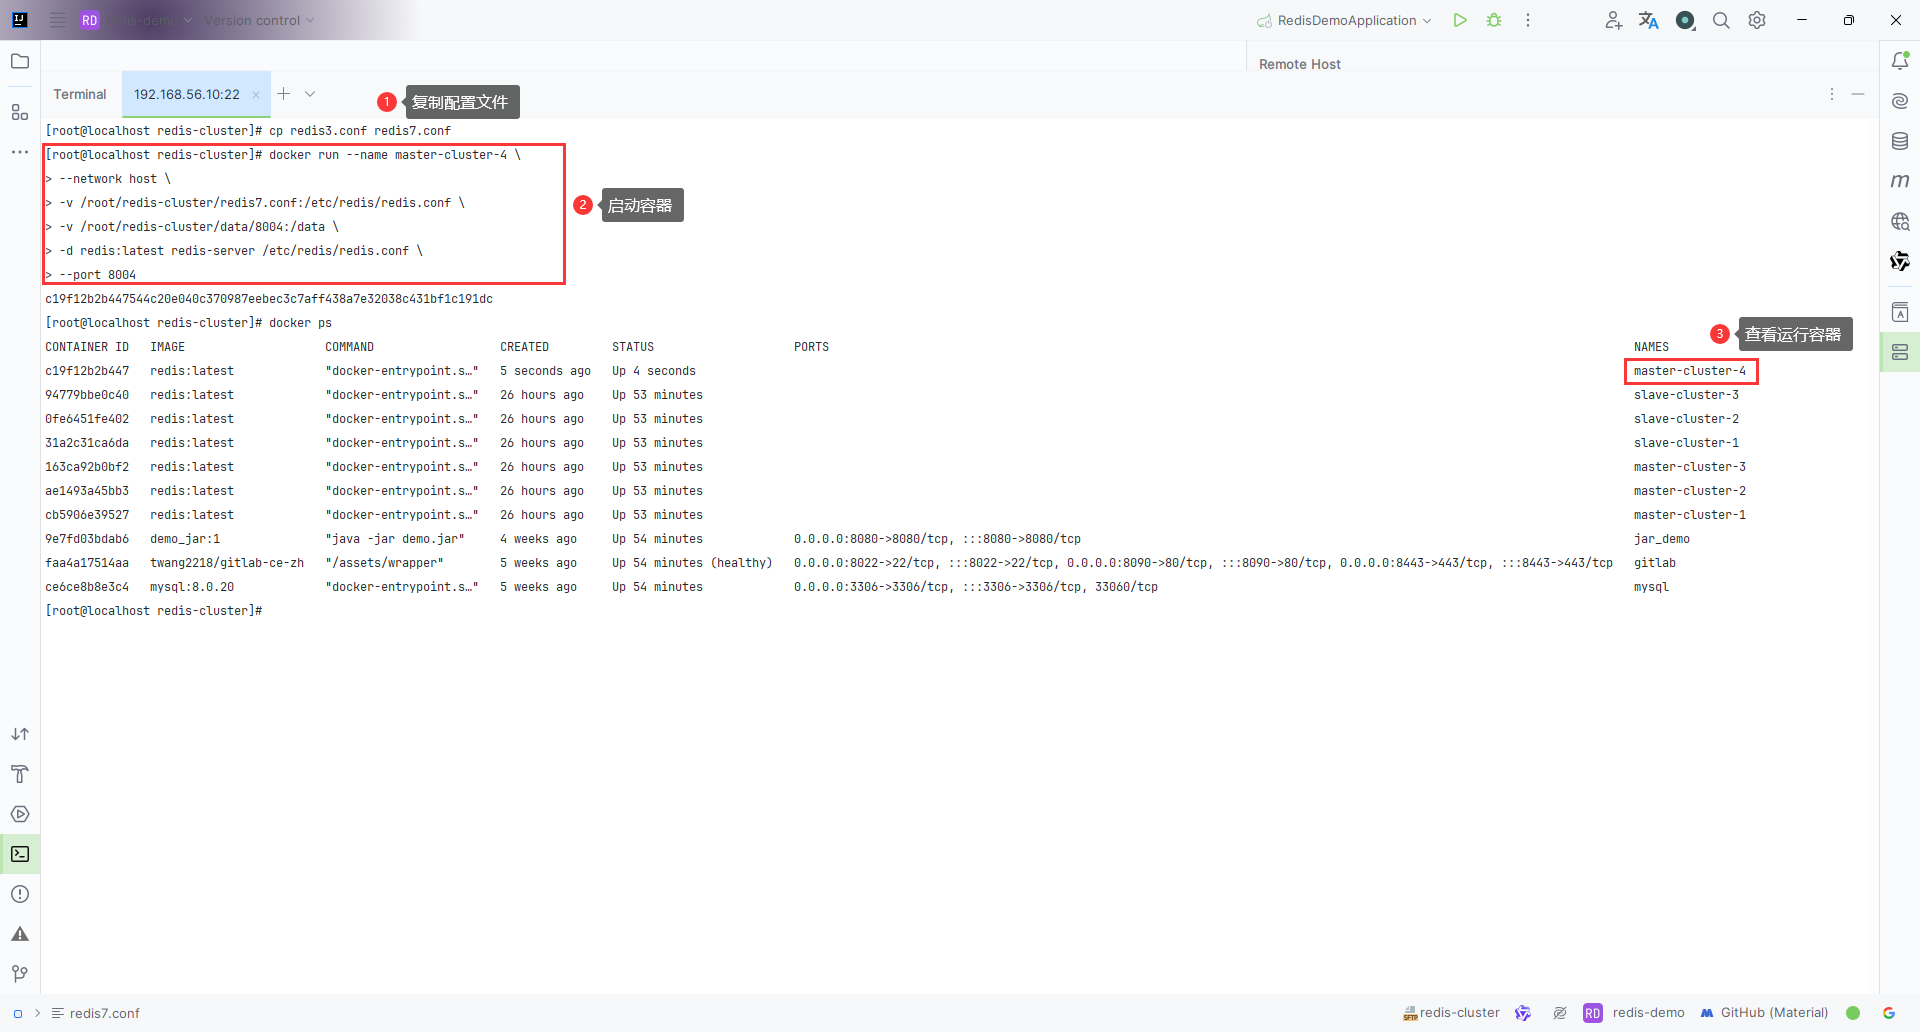 RD redis-demo Version control RedisDemoApplication
Remote Host
Terminal 192.168.56.10:22
1 复制配置文件
[root@localhost redis-cluster]# cp redis3.conf redis7.conf
[root@localhost redis-cluster]# docker run --name master-cluster-4 \
> --network host \
> -v /root/redis-cluster/redis7.conf:/etc/redis/redis.conf \
2 启动容器
> -v /root/redis-cluster/data/8004:/data \
> -d redis:latest redis-server /etc/redis/redis.conf \
> --port 8004
c19f12b2b447544c20e040c370987eebec3c7aff438a7e32038c431bf1c191dc
[root@localhost redis-cluster]# docker ps
3 查看运行容器
CONTAINER ID IMAGE COMMAND CREATED STATUS PORTS NAMES
c19f12b2b447 redis:latest "docker-entrypoint.s…" 5 seconds ago Up 4 seconds master-cluster-4
94779bbe0c40 redis:latest "docker-entrypoint.s…" 26 hours ago Up 53 minutes slave-cluster-3
0fe6451fe402 redis:latest "docker-entrypoint.s…" 26 hours ago Up 53 minutes slave-cluster-2
31a2c31ca6da redis:latest "docker-entrypoint.s…" 26 hours ago Up 53 minutes slave-cluster-1
163ca92b0bf2 redis:latest "docker-entrypoint.s…" 26 hours ago Up 53 minutes master-cluster-3
ae1493a45bb3 redis:latest "docker-entrypoint.s…" 26 hours ago Up 53 minutes master-cluster-2
cb5906e39527 redis:latest "docker-entrypoint.s…" 26 hours ago Up 53 minutes master-cluster-1
9e7fd03bdab6 demo_jar:1 "java -jar demo.jar" 4 weeks ago Up 54 minutes 0.0.0.0:8080->8080/tcp, :::8080->8080/tcp jar_demo
faa4a17514aa twang2218/gitlab-ce-zh "/assets/wrapper" 5 weeks ago Up 54 minutes (healthy) 0.0.0.0:8022->22/tcp, :::8022->22/tcp, 0.0.0.0:8090->80/tcp, :::8090->80/tcp, 0.0.0.0:8443->443/tcp, :::8443->443/tcp gitlab
ce6ce8b8e3c4 mysql:8.0.20 "docker-entrypoint.s…" 5 weeks ago Up 54 minutes 0.0.0.0:3306->3306/tcp, :::3306->3306/tcp, 33060/tcp mysql
[root@localhost redis-cluster]#
redis7.conf SFTP redis-cluster RD redis-demo GitHub (Material)